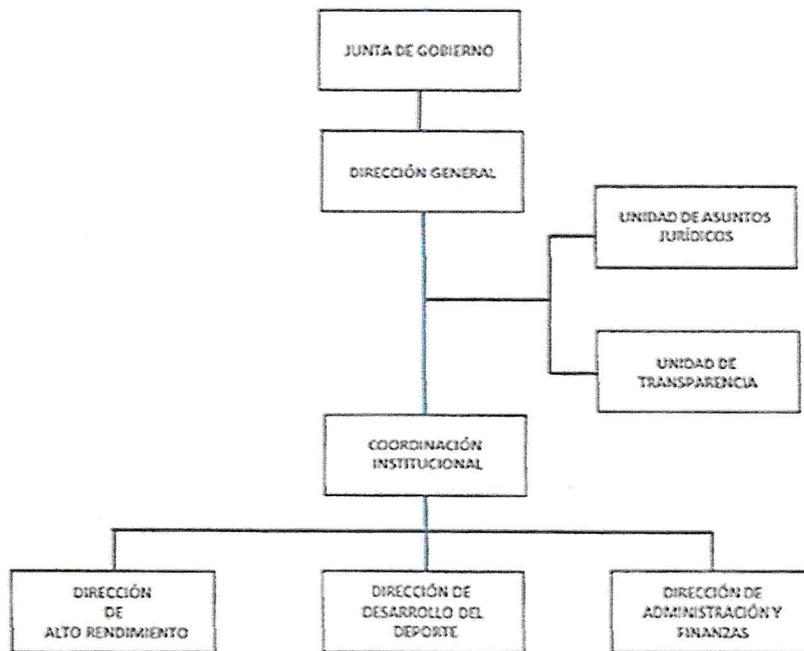 JUNTA DE GOBIERNO
DIRECCIÓN GENERAL
UNIDAD DE ASUNTOS
JURÍDICOS
UNIDAD DE
TRANSPARENCIA
COORDINACIÓN
INSTITUCIONAL
DIRECCIÓN
DE
ALTO RENDIMIENTO
DIRECCIÓN DE
DESARROLLO DEL
DEPORTE
DIRECCIÓN DE
ADMINISTRACIÓN Y
FINANZAS